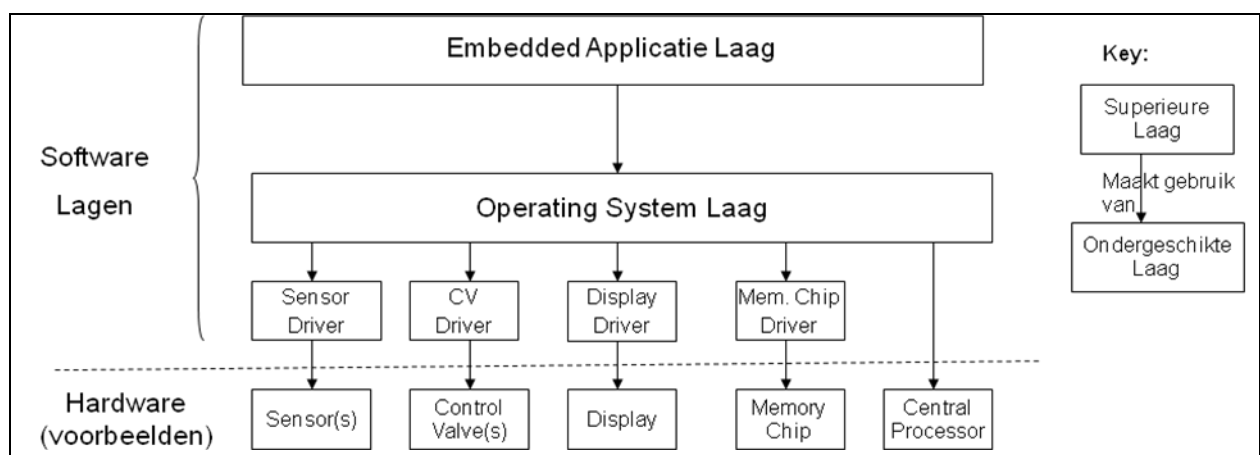 Embedded Applicatie Laag
Key:
Superieure
Laag
Software
Lagen
Maakt gebruik
van
Operating System Laag
Ondergeschikte
Laag
Sensor
Driver
CV
Driver
Display
Driver
Mem. Chip
Driver
Hardware
(voorbeelden)
Sensor(s)
Control
Valve(s)
Display
Memory
Chip
Central
Processor